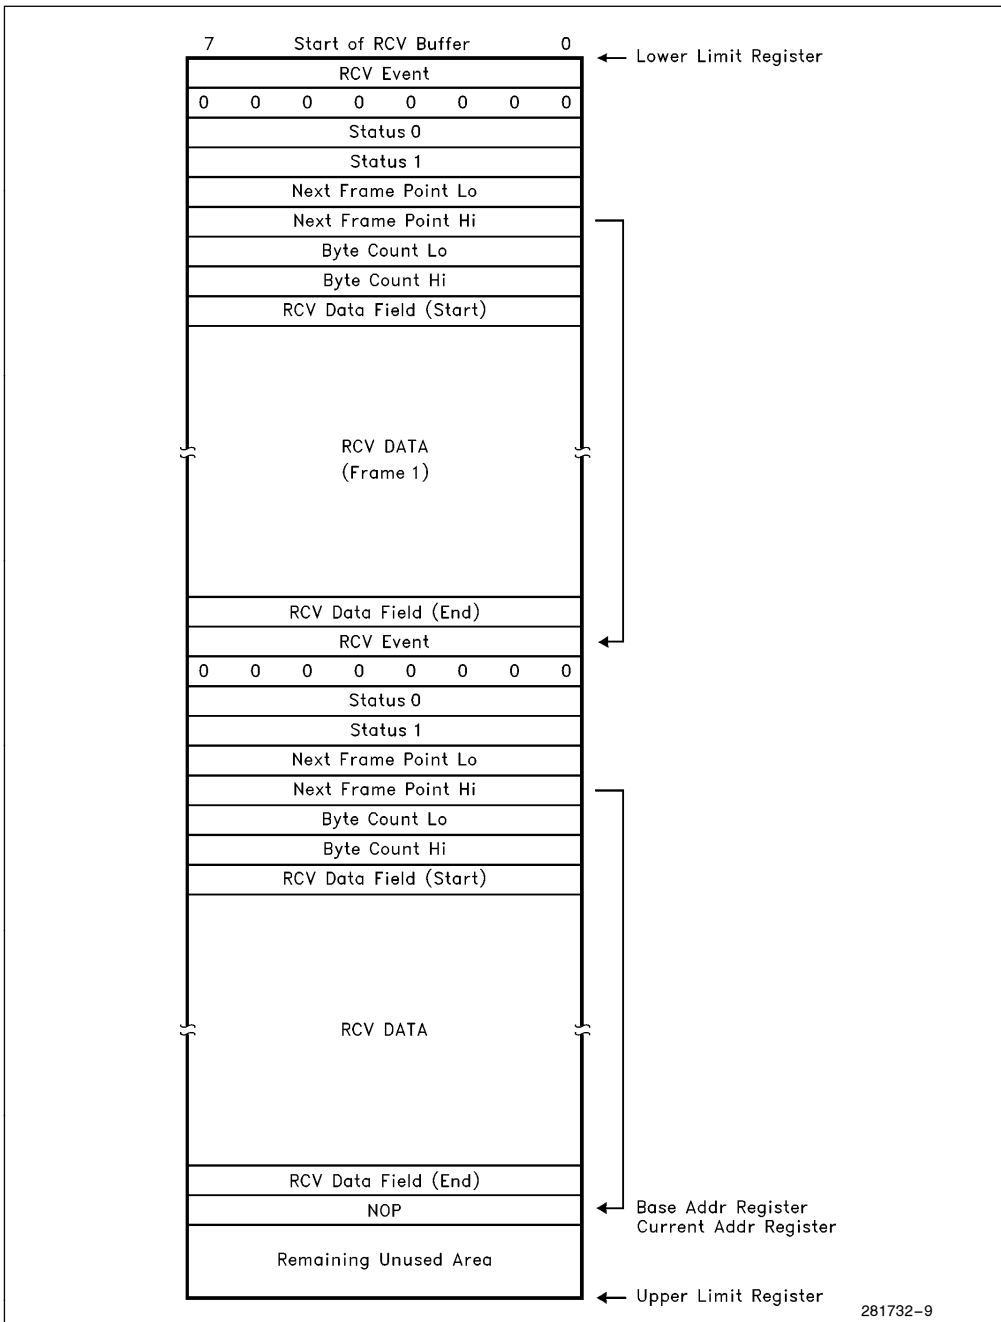 7 Start of RCV Buffer 0
Lower Limit Register
RCV Event
0 0 0 0 0 0 0 0
Status 0
Status 1
Next Frame Point Lo
Next Frame Point Hi
Byte Count Lo
Byte Count Hi
RCV Data Field (Start)
RCV DATA
(Frame 1)
RCV Data Field (End)
RCV Event
0 0 0 0 0 0 0 0
Status 0
Status 1
Next Frame Point Lo
Next Frame Point Hi
Byte Count Lo
Byte Count Hi
RCV Data Field (Start)
RCV DATA
RCV Data Field (End)
NOP
Base Addr Register
Current Addr Register
Remaining Unused Area
Upper Limit Register
281732-9